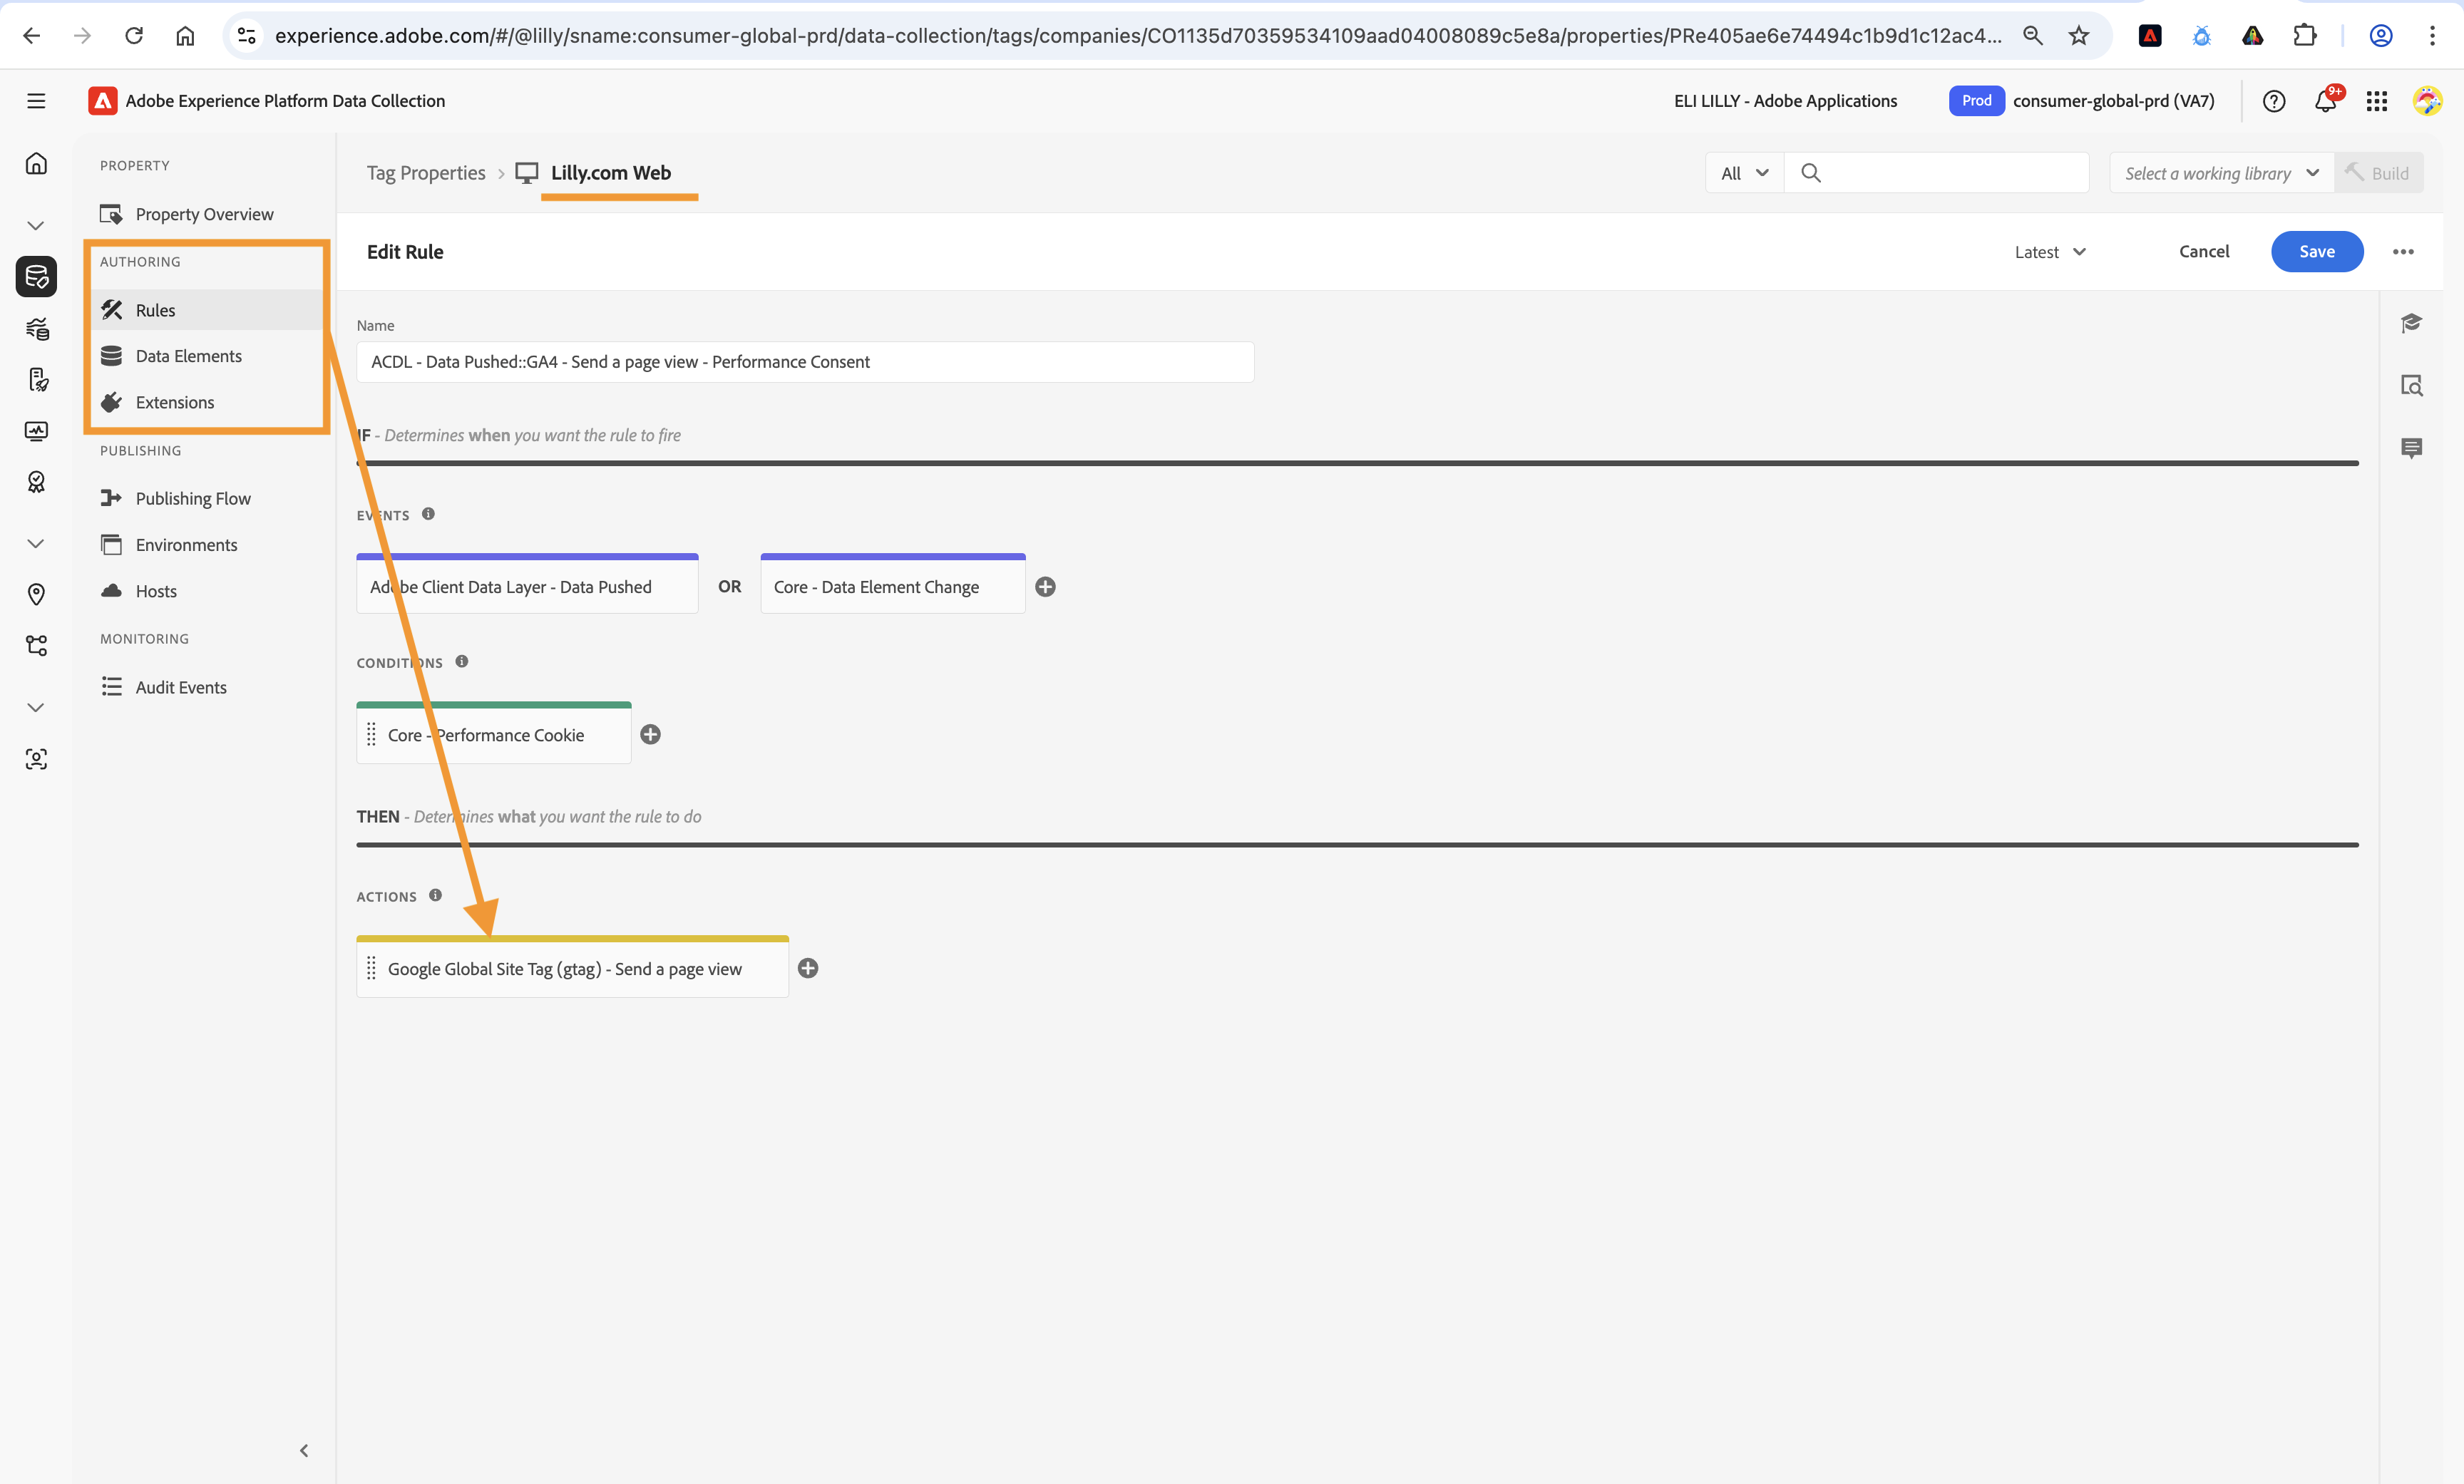 experience.adobe.com/#/@lilly/sname:consumer-global-prd/data-collection/tags/companies/CO1135d70359534109aad04008089c5e8a/properties/PRe405ae6e74494c1b9d1c12ac4...
Adobe Experience Platform Data Collection
ELI LILLY - Adobe Applications
Prod
consumer-global-prd (VA7)
9+
PROPERTY
Property Overview
AUTHORING
Rules
Data Elements
Extensions
PUBLISHING
Publishing Flow
Environments
Hosts
MONITORING
Audit Events
Tag Properties > Lilly.com Web
All
Select a working library
Build
Edit Rule
Latest
Cancel
Save
Name
ACDL - Data Pushed::GA4 - Send a page view - Performance Consent
IF - Determines when you want the rule to fire
EVENTS
Adobe Client Data Layer - Data Pushed
OR
Core - Data Element Change
CONDITIONS
Core - Performance Cookie
THEN - Determines what you want the rule to do
ACTIONS
Google Global Site Tag (gtag) - Send a page view